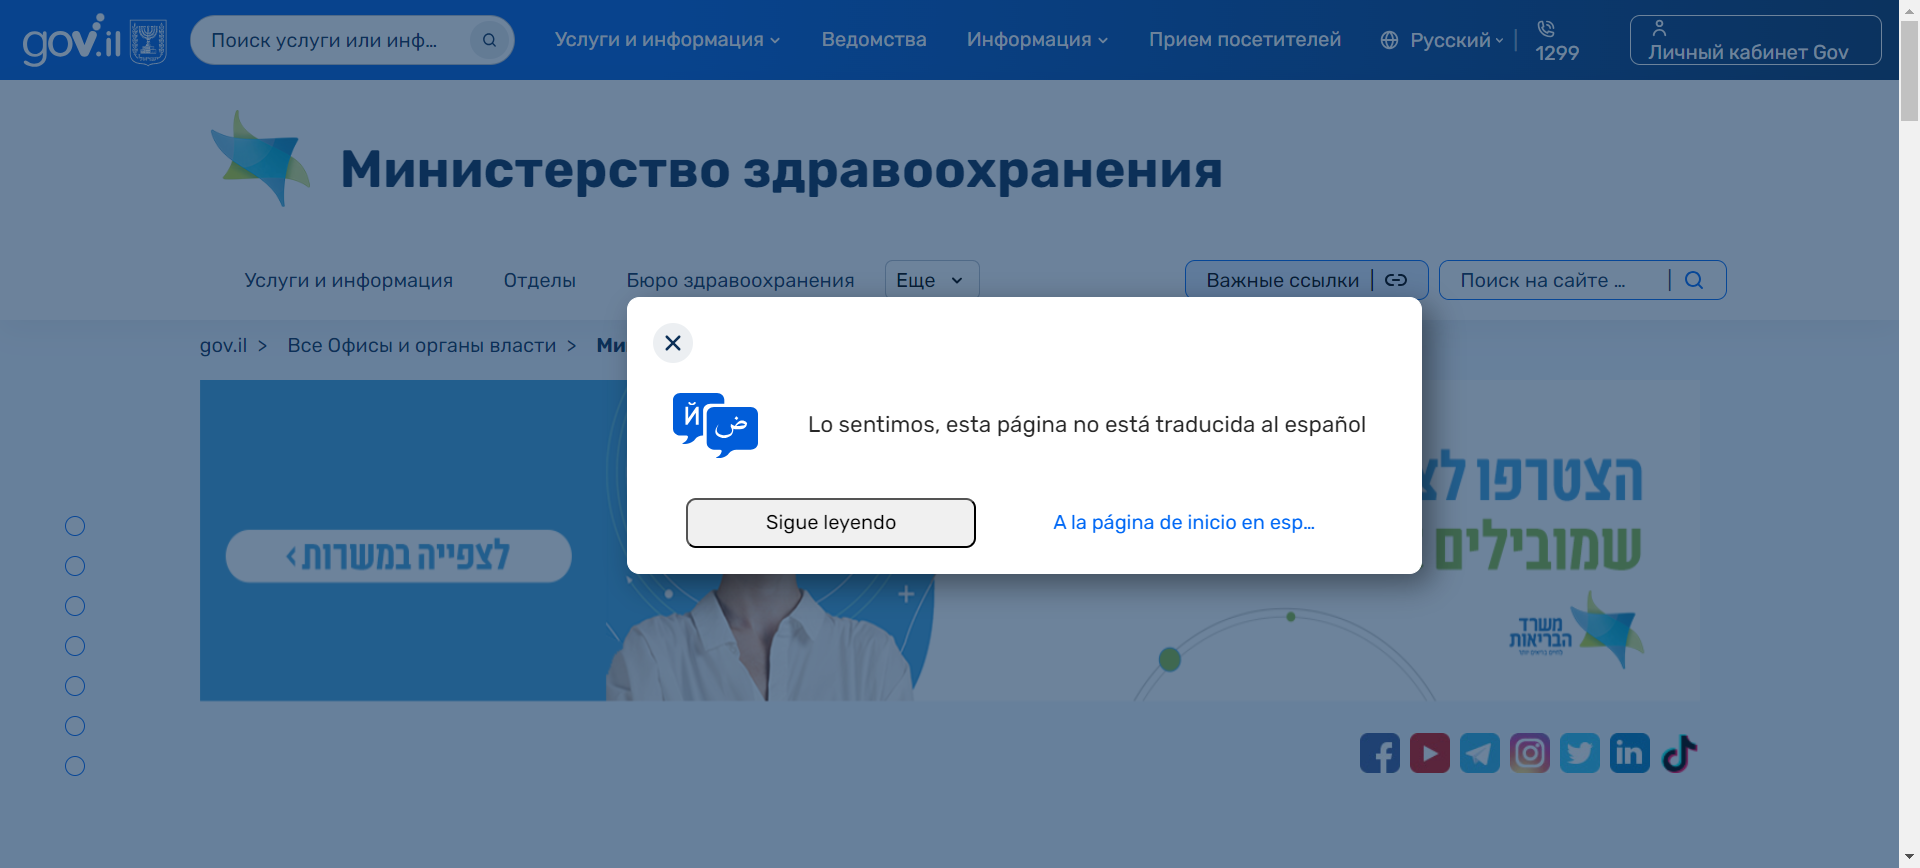 gov.il
Поиск услуги или инф...
Услуги и информация
Ведомства
Информация
Прием посетителей
Русский
1299
Личный кабинет Gov
Министерство здравоохранения
Услуги и информация
Отделы
Бюро здравоохранения
Еще
Важные ссылки
Поиск на сайте ...
gov.il > Все Офисы и органы власти > Ми
Lo sentimos, esta página no está traducida al español
Sigue leyendo
A la página de inicio en esp...
הצטרפו לצ
שמובילים
לצפייה במשרות >
משרד
הבריאות
לחיים בריאים יותר